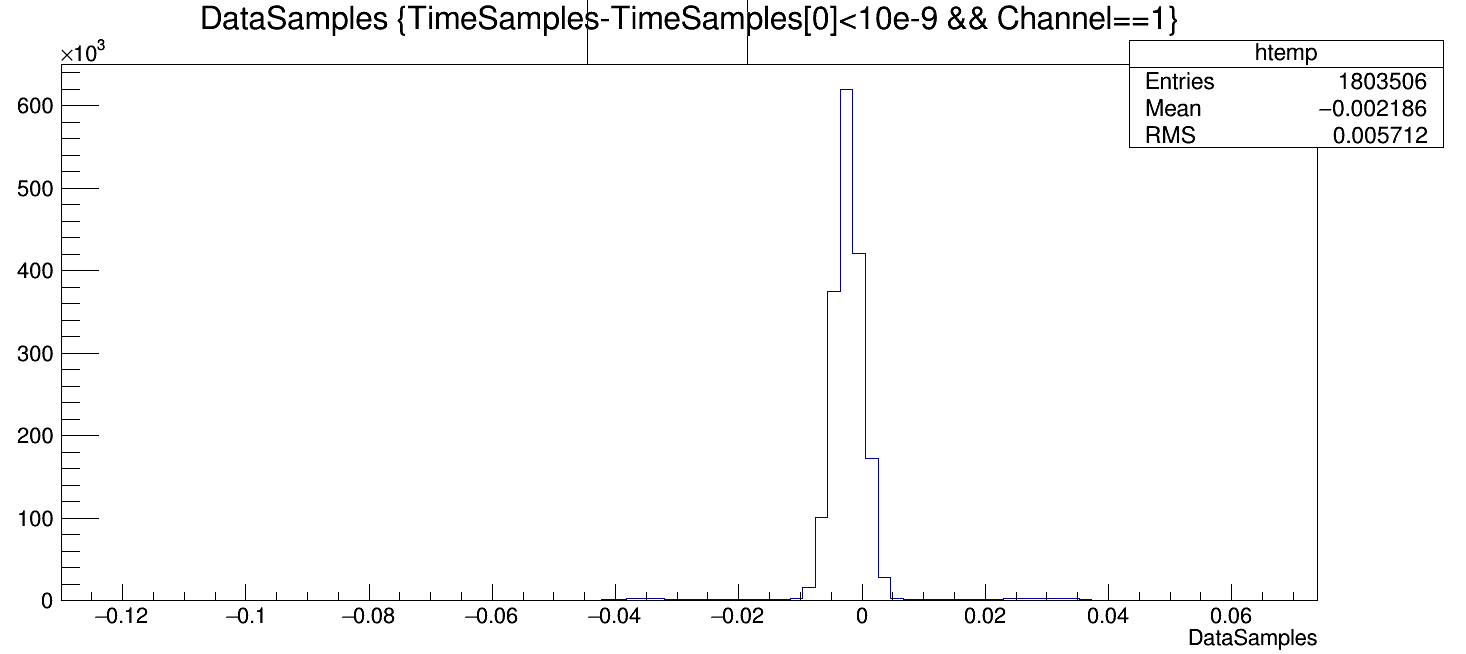 DataSamples {TimeSamples-TimeSamples[0]<10e-9 && Channel==1}
×10³
htemp
Entries 1803506
Mean −0.002186
RMS 0.005712
600
500
400
300
200
100
0
−0.12 −0.1 −0.08 −0.06 −0.04 −0.02 0 0.02 0.04 0.06
DataSamples